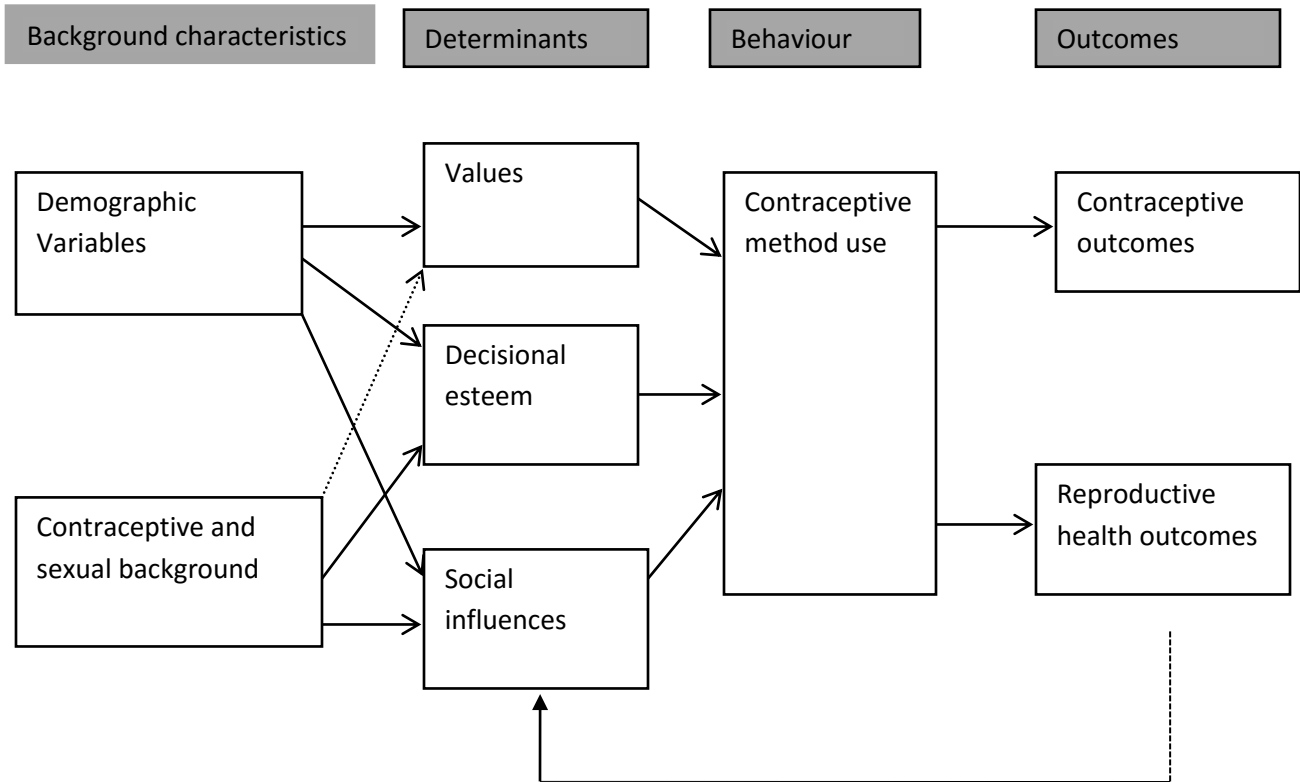 Background characteristics
Determinants
Behaviour
Outcomes
Demographic
Variables
Values
Contraceptive
method use
Contraceptive
outcomes
Decisional
esteem
Contraceptive and
sexual background
Social
influences
Reproductive
health outcomes